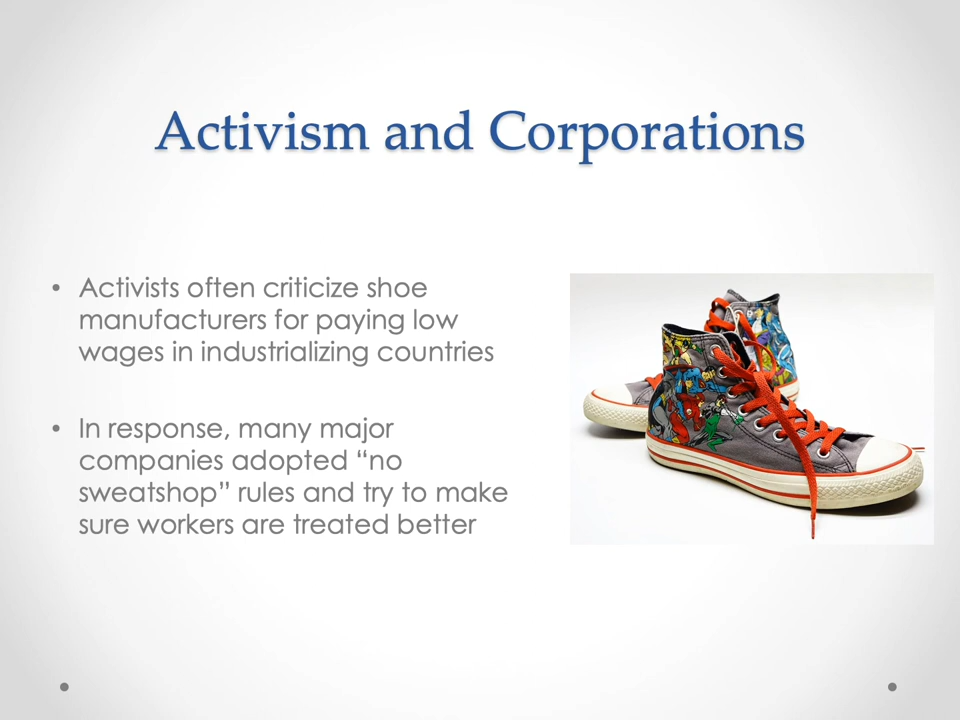 Activism and Corporations
• Activists often criticize shoe
manufacturers for paying low
wages in industrializing countries
• In response, many major
companies adopted “no
sweatshop” rules and try to make
sure workers are treated better